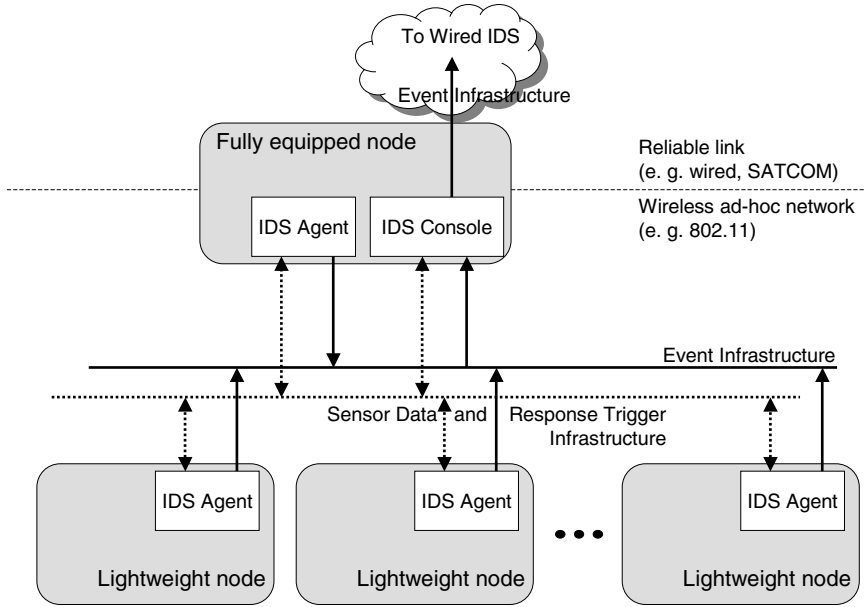 To Wired IDS
Event Infrastructure
Fully equipped node
Reliable link
(e. g. wired, SATCOM)
Wireless ad-hoc network
(e. g. 802.11)
IDS Agent
IDS Console
Event Infrastructure
Sensor Data and Response Trigger
Infrastructure
IDS Agent
IDS Agent
IDS Agent
Lightweight node
Lightweight node
Lightweight node